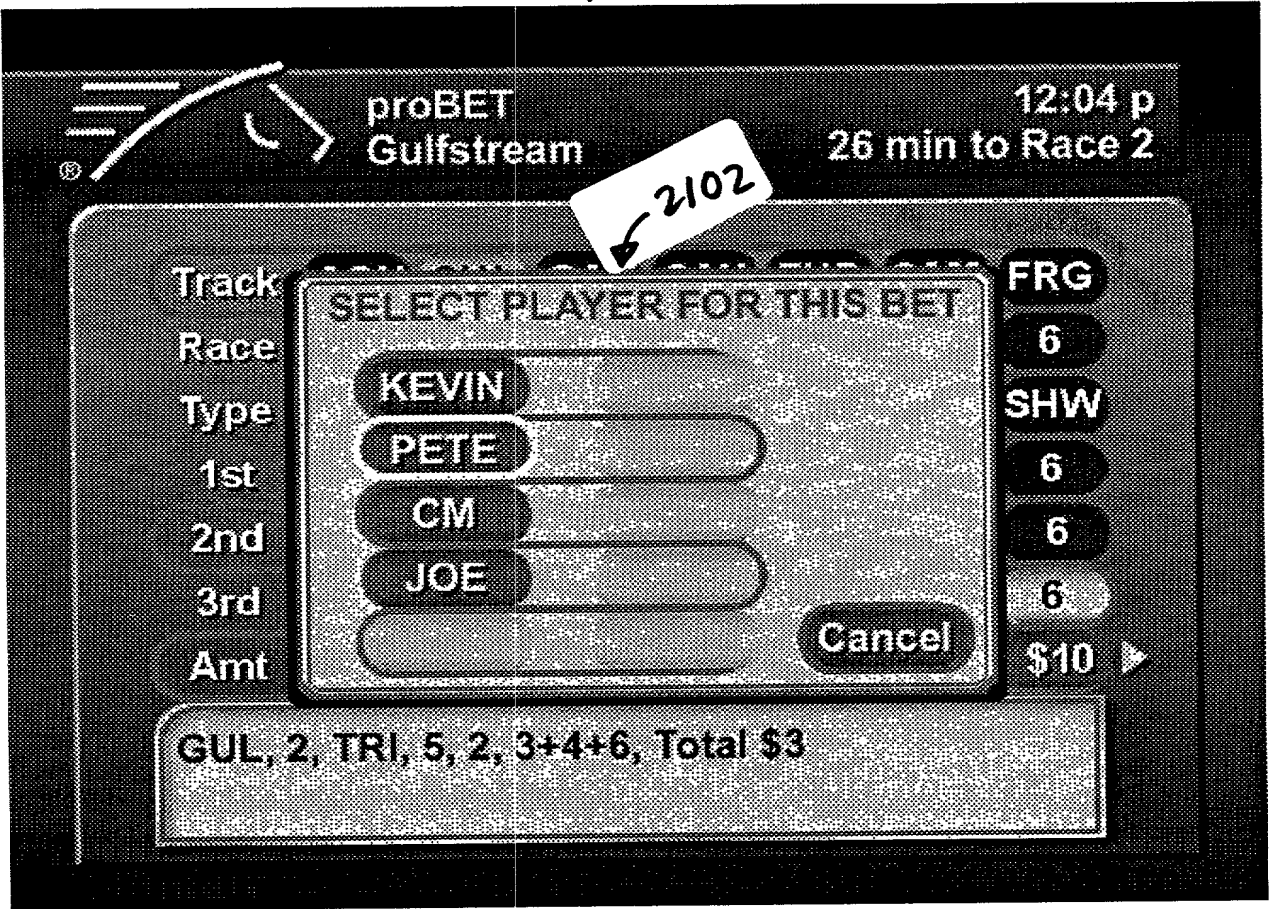 proBET
Gulfstream
12:04 p
26 min to Race 2
®
2102
Track
FRG
SELECT PLAYER FOR THIS BET
Race
6
KEVIN
Type
SHW
PETE
1st
6
CM
2nd
6
JOE
3rd
6
Cancel
Amt
$10
GUL, 2, TRI, 5, 2, 3+4+6, Total $3